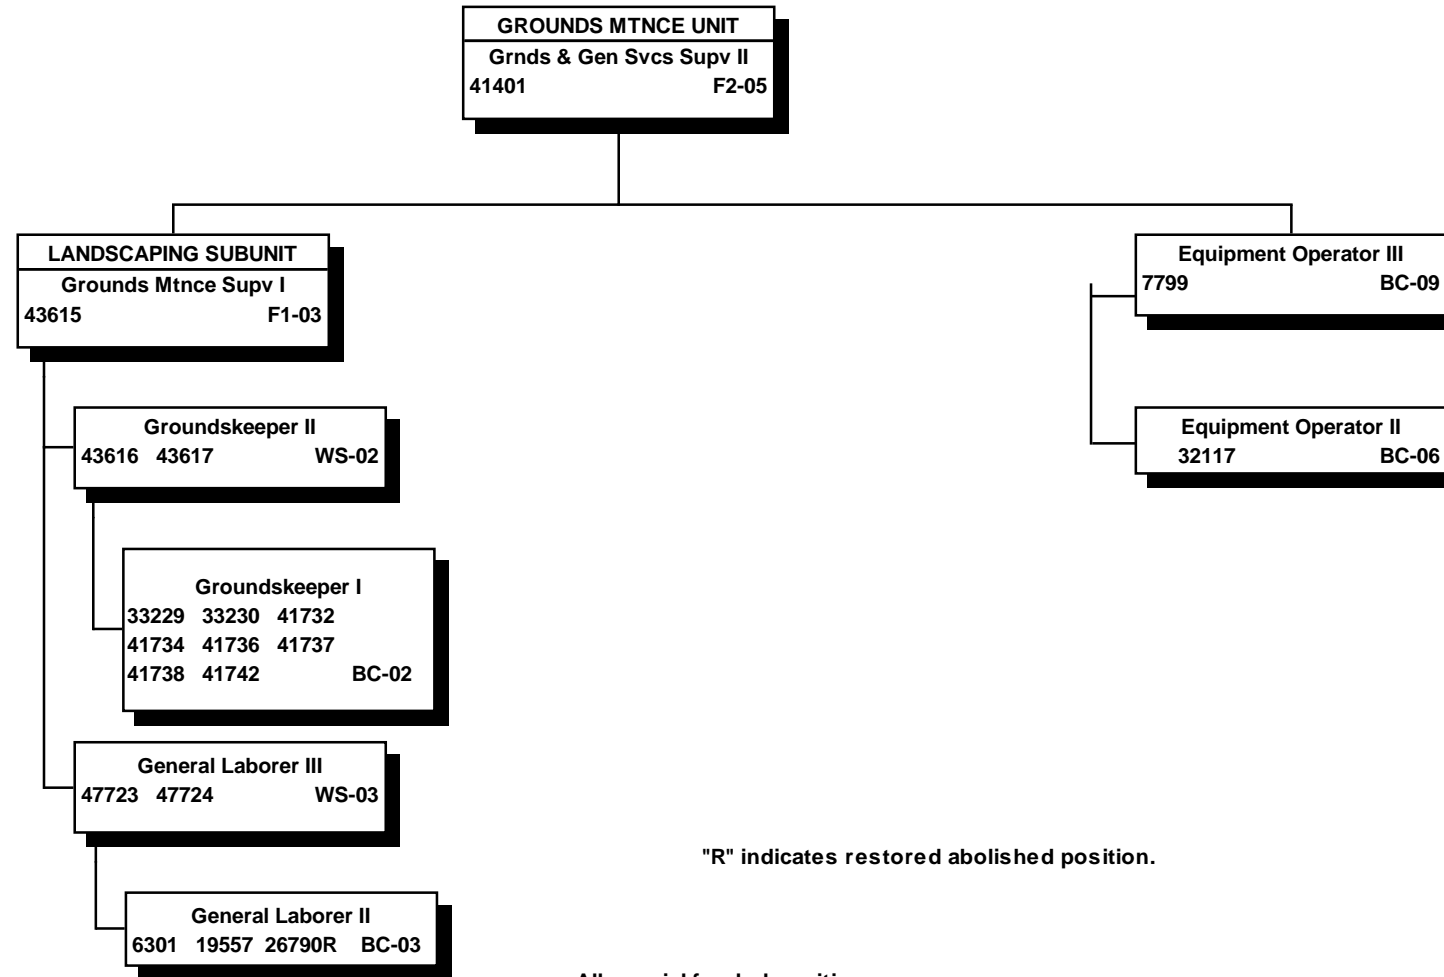 GROUNDS MTNCE UNIT
Grnds & Gen Svcs Supv II
41401 F2-05
LANDSCAPING SUBUNIT
Grounds Mtnce Supv I
43615 F1-03
Equipment Operator III
7799 BC-09
Groundskeeper II
43616 43617 WS-02
Equipment Operator II
32117 BC-06
Groundskeeper I
33229 33230 41732
41734 41736 41737
41738 41742 BC-02
General Laborer III
47723 47724 WS-03
"R" indicates restored abolished position.
General Laborer II
6301 19557 26790R BC-03